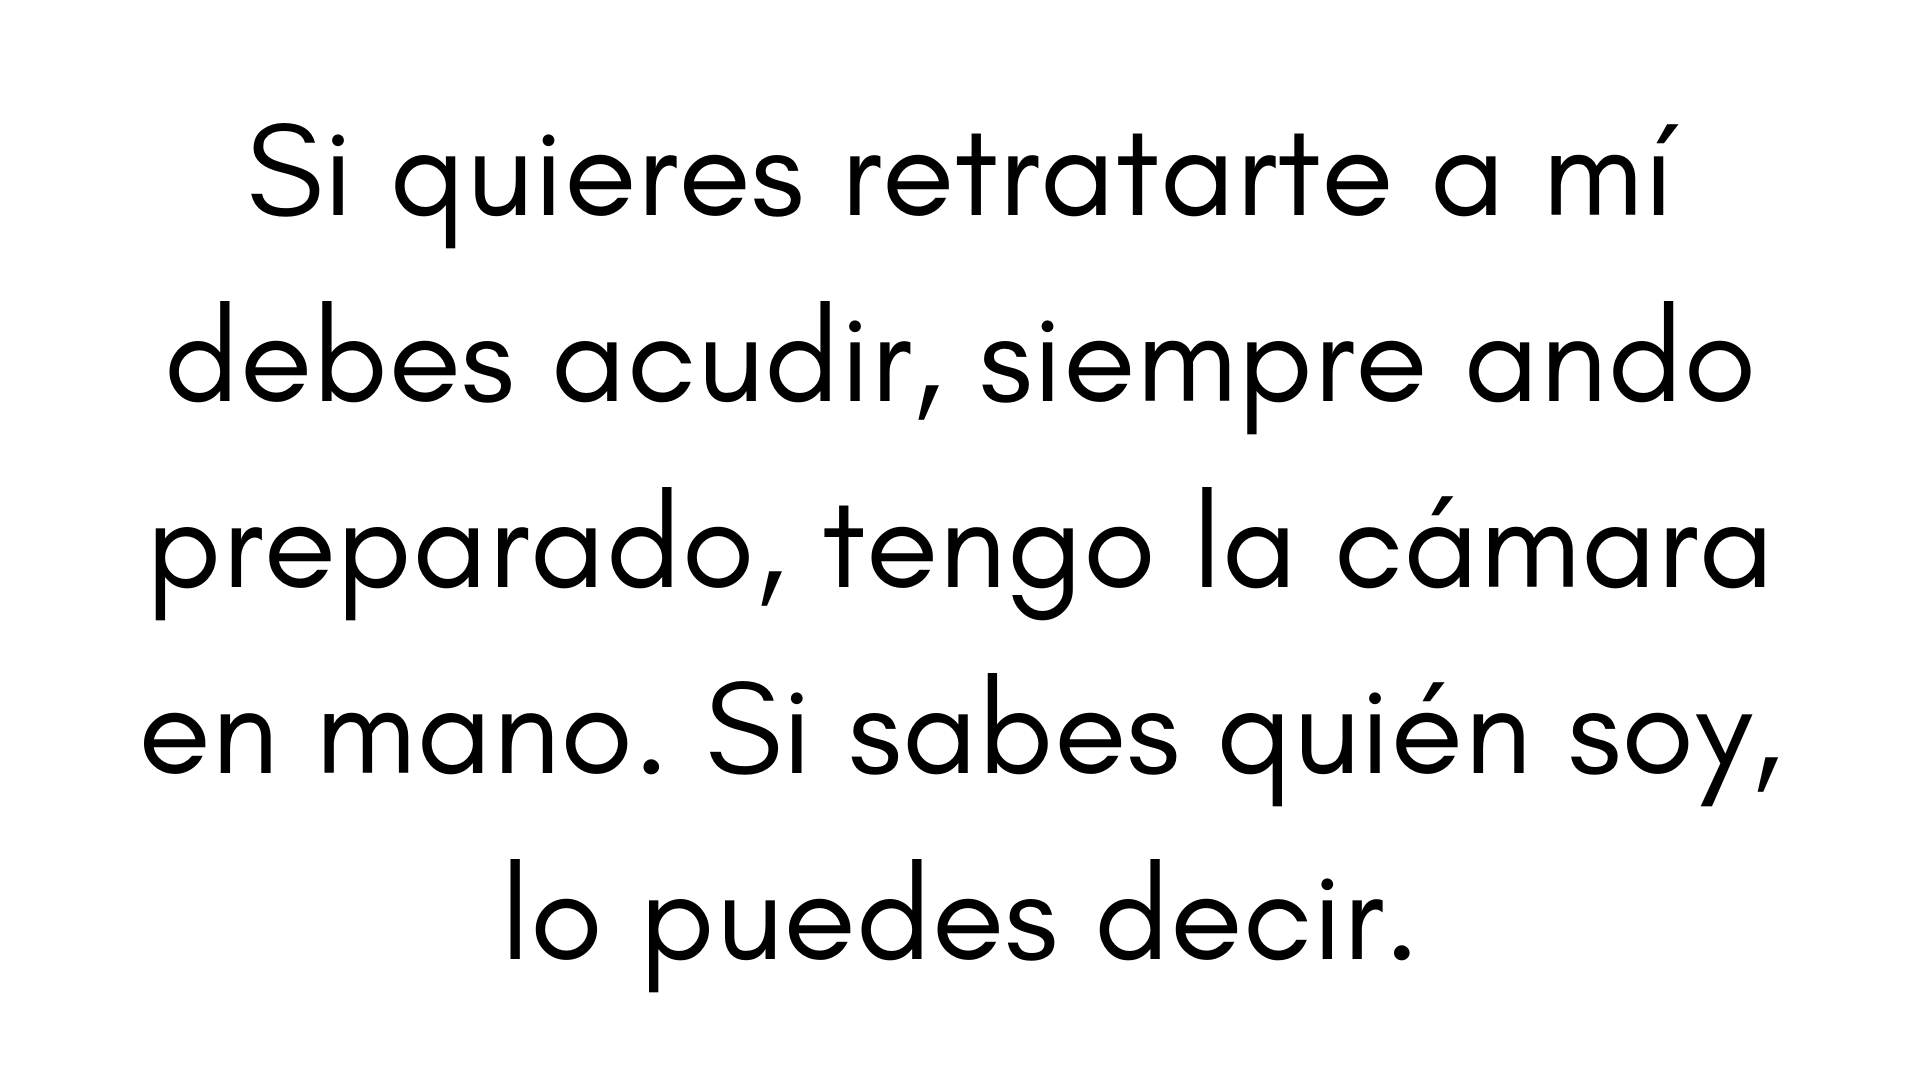 Si quieres retratarte a mí
debes acudir, siempre ando
preparado, tengo la cámara
en mano. Si sabes quién soy,
lo puedes decir.